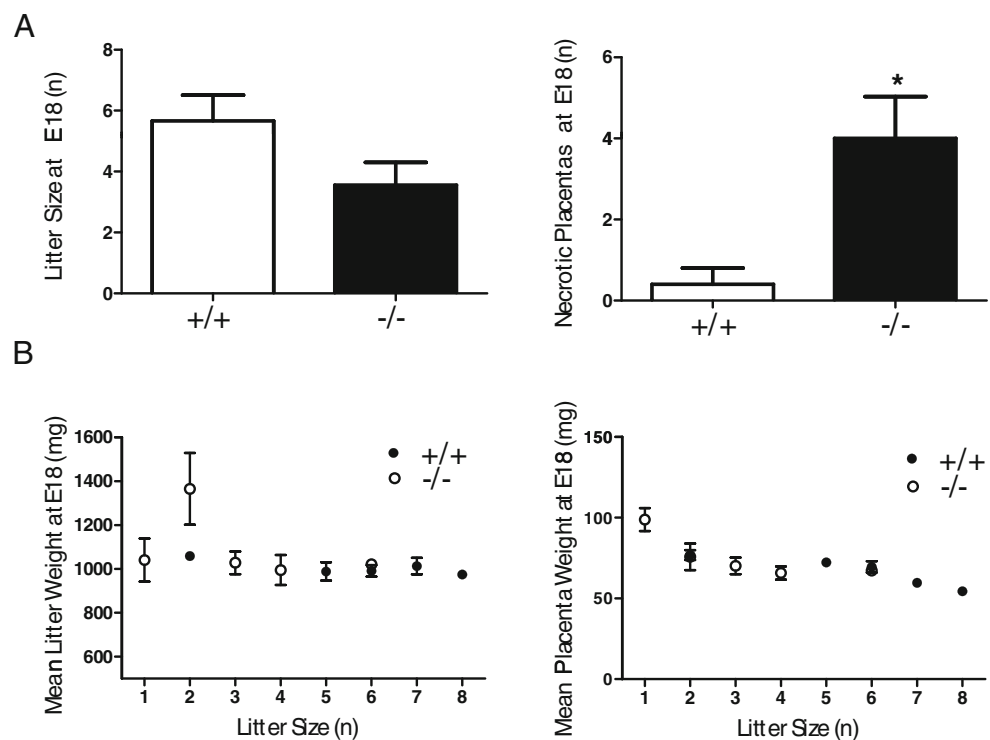 A
Litter Size at E18 (n)
8
6
4
2
0
+/+
-/-
Necrotic Placentas at E18 (n)
6
4
2
0
*
+/+
-/-
B
Mean Litter Weight at E18 (mg)
1600
1400
1200
1000
800
600
+/+
-/-
1 2 3 4 5 6 7 8
Litter Size (n)
Mean Placenta Weight at E18 (mg)
150
100
50
0
+/+
-/-
1 2 3 4 5 6 7 8
Litter Size (n)